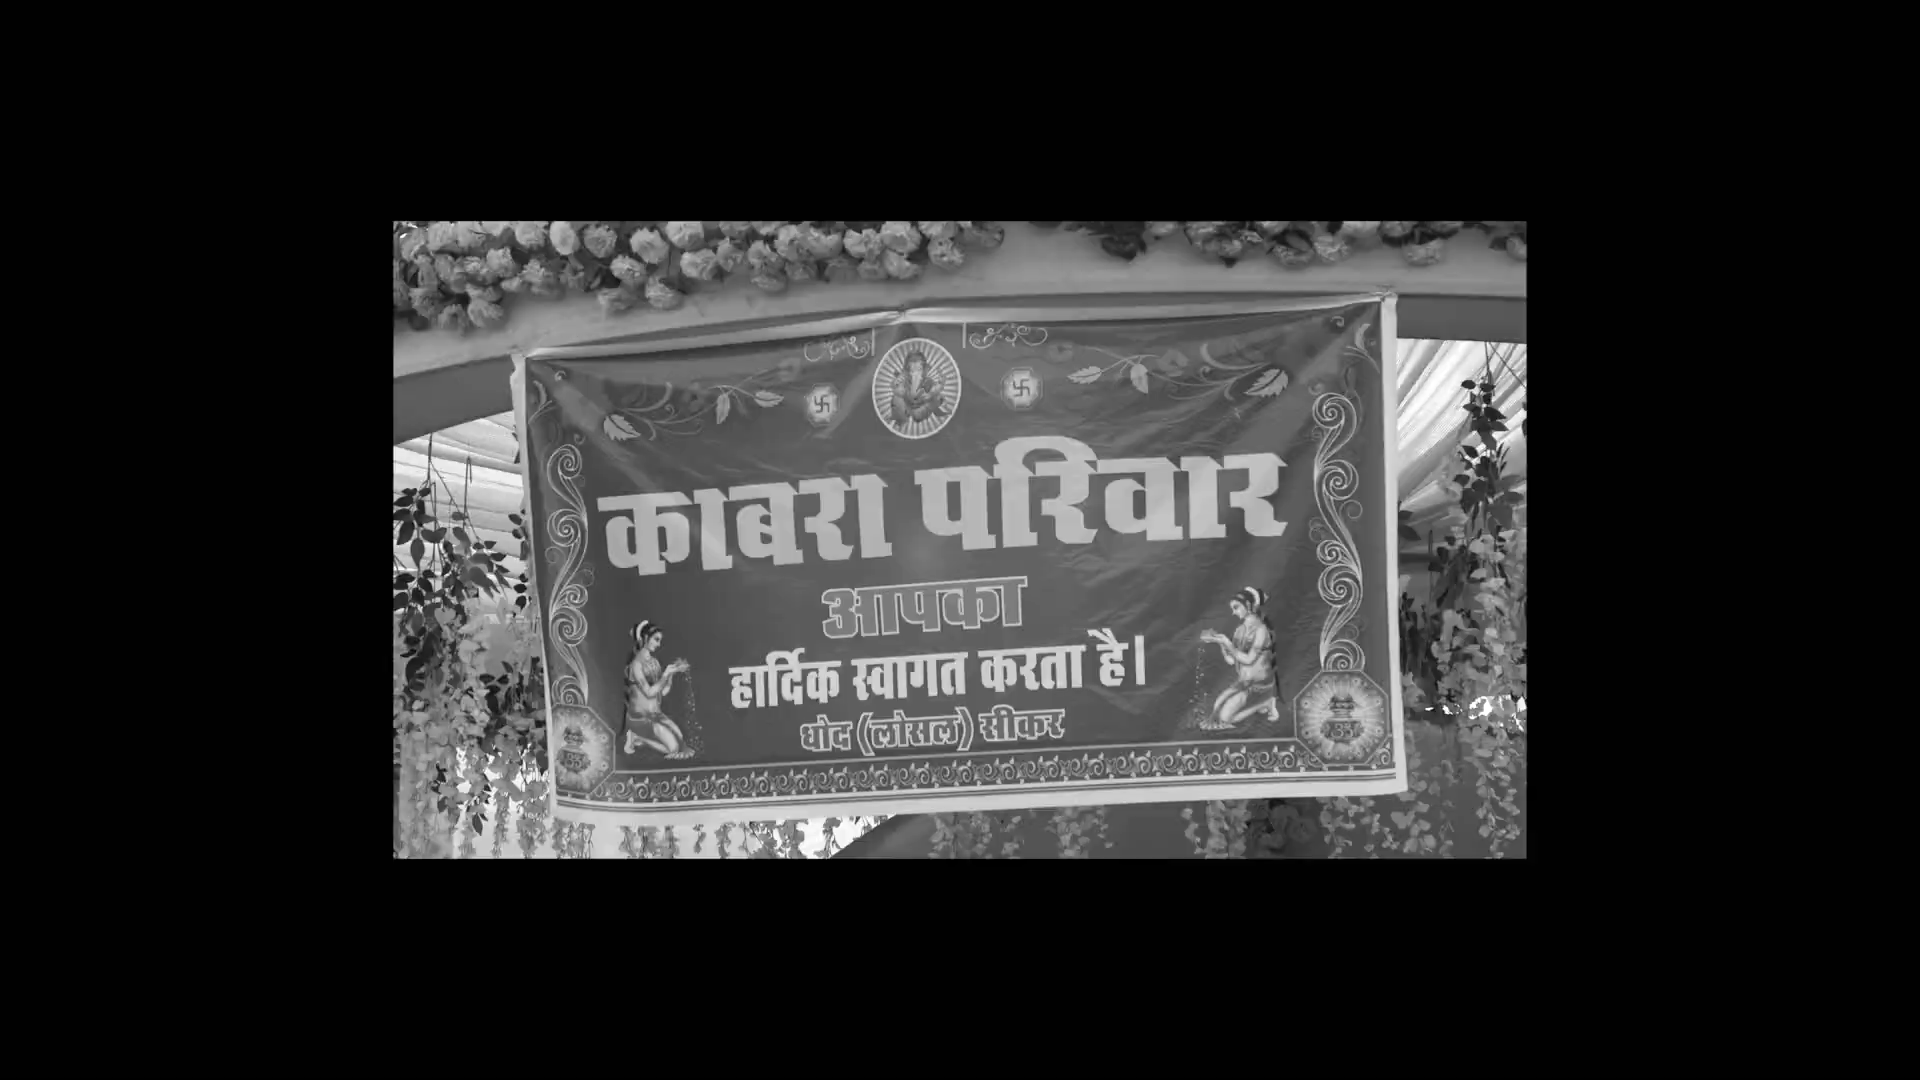 काबरा परिवार
आपका
हार्दिक स्वागत करता है।
धोद (लोसल) सीकर